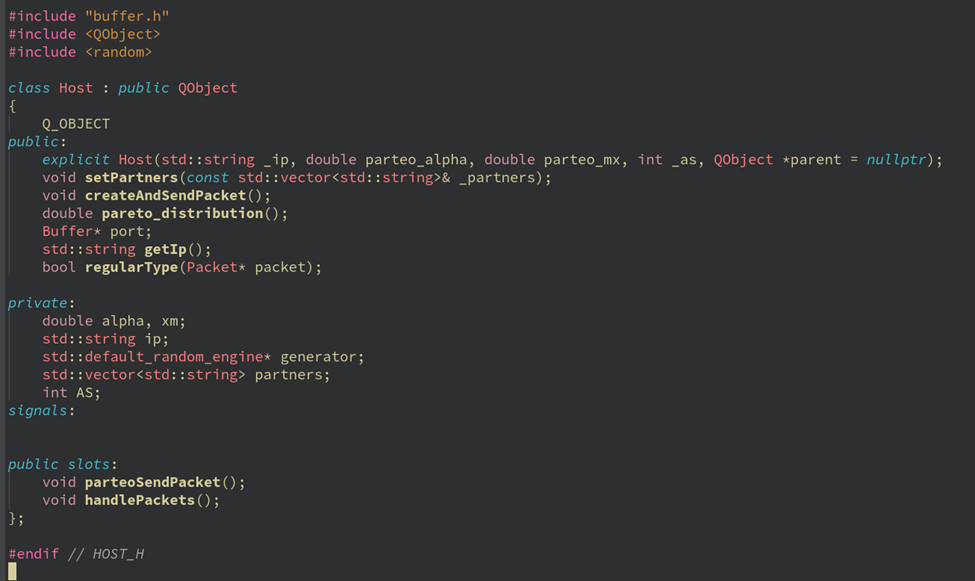 #include "buffer.h"
#include <QObject>
#include <random>
class Host : public QObject
{
Q_OBJECT
public:
explicit Host(std::string _ip, double parteo_alpha, double parteo_mx, int _as, QObject *parent = nullptr);
void setPartners(const std::vector<std::string>& _partners);
void createAndSendPacket();
double pareto_distribution();
Buffer* port;
std::string getIp();
bool regularType(Packet* packet);
private:
double alpha, xm;
std::string ip;
std::default_random_engine* generator;
std::vector<std::string> partners;
int AS;
signals:
public slots:
void parteoSendPacket();
void handlePackets();
};
#endif // HOST_H